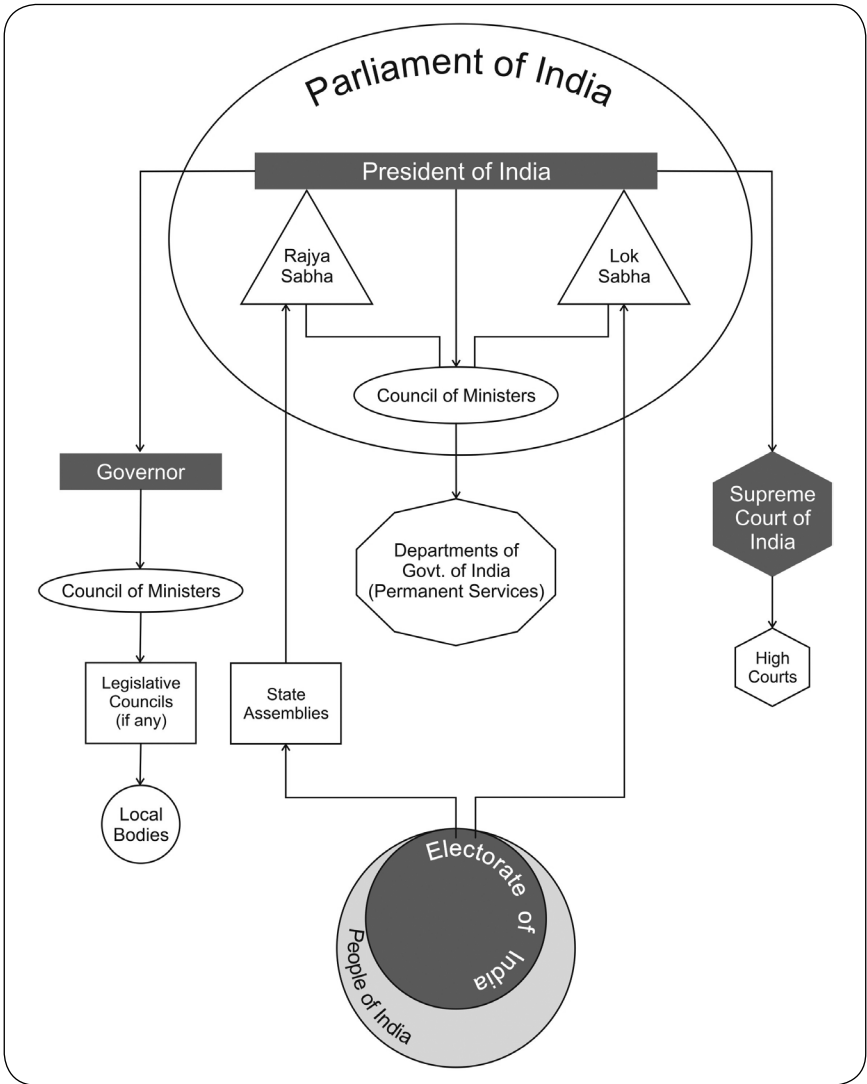 Parliament of India
President of India
Rajya
Sabha
Lok
Sabha
Council of Ministers
Governor
Supreme
Court of
India
Departments of
Govt. of India
(Permanent Services)
Council of Ministers
High
Courts
Legislative
Councils
(if any)
State
Assemblies
Local
Bodies
Electorate of India
People of India